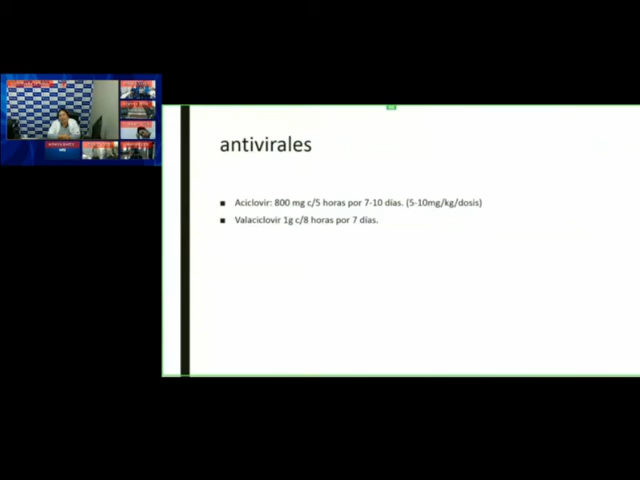 antivirales
Aciclovir: 800 mg c/5 horas por 7-10 días. (5-10mg/kg/dosis)
Valaciclovir 1g c/8 horas por 7 días.